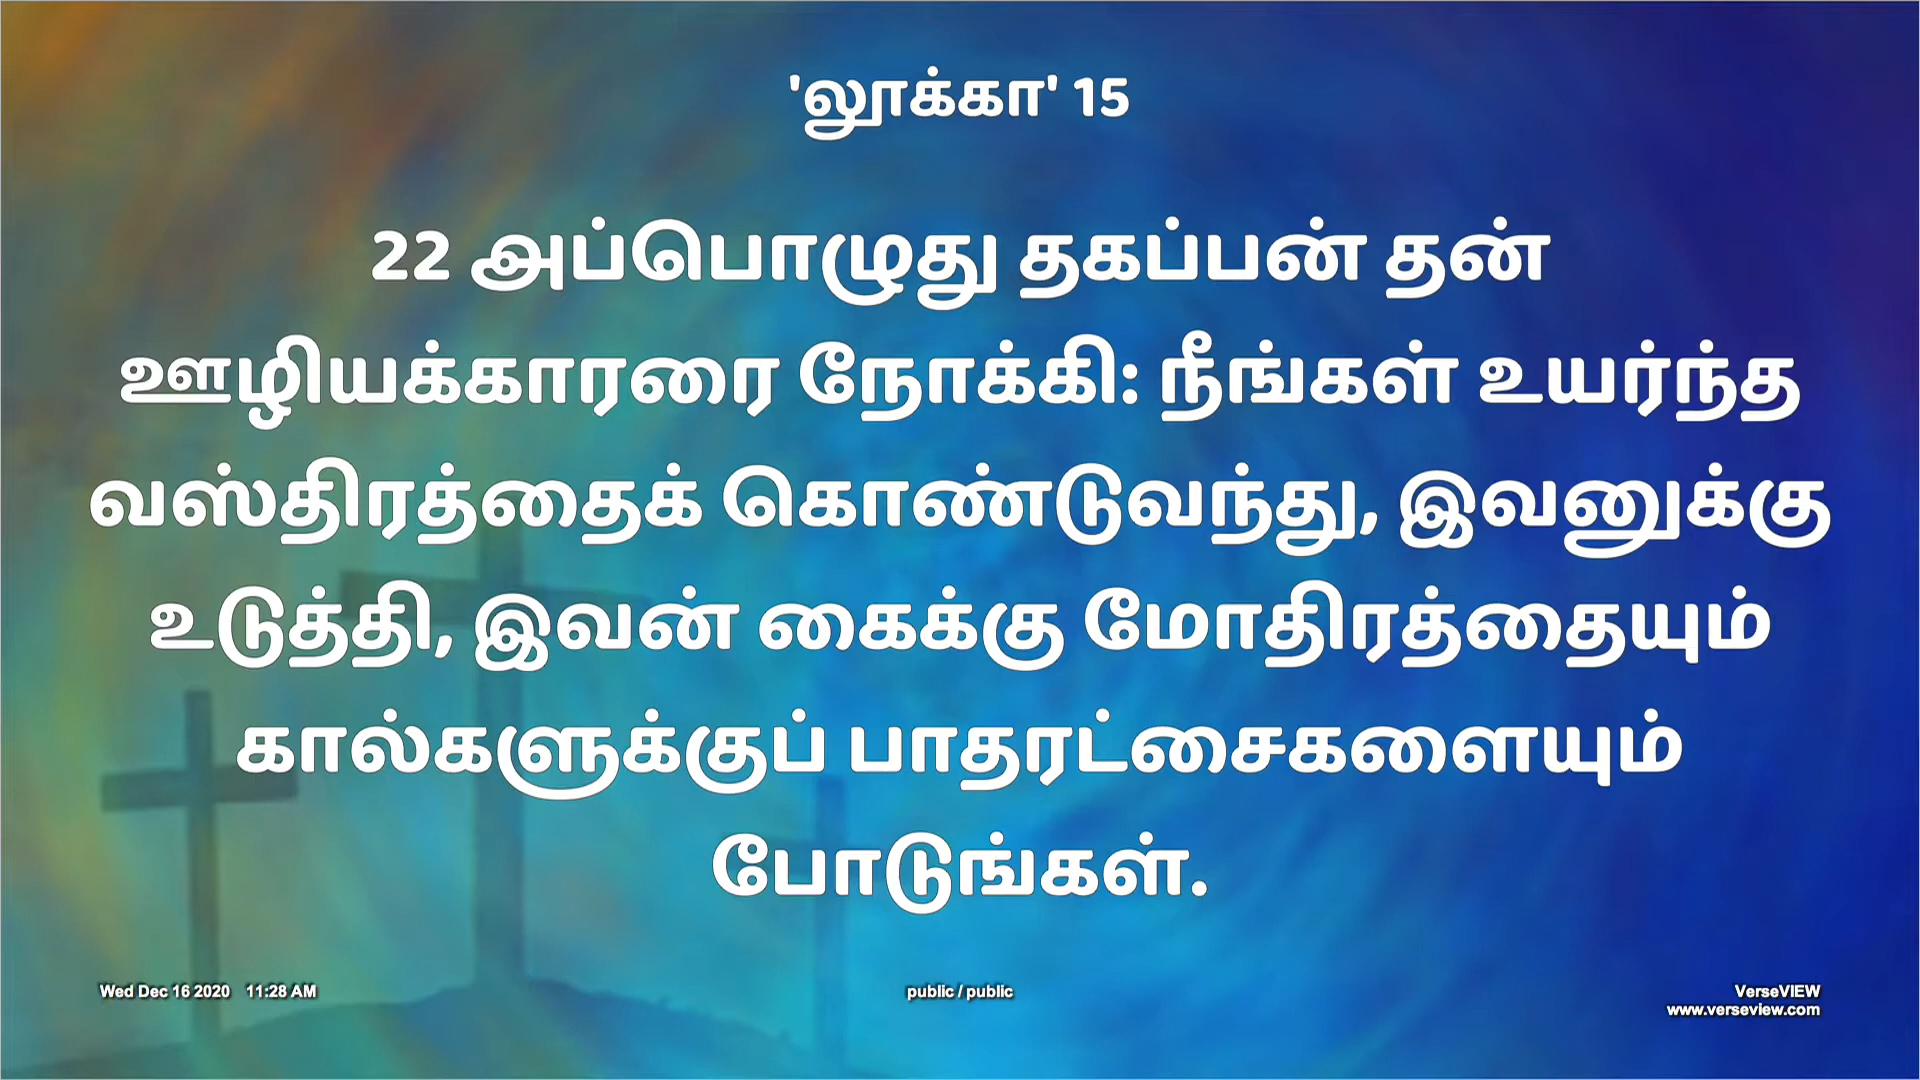 'லூக்கா' 15
22 அப்பொழுது தகப்பன் தன்
ஊழியக்காரரை நோக்கி: நீங்கள் உயர்ந்த
வஸ்திரத்தைக் கொண்டுவந்து, இவனுக்கு
உடுத்தி, இவன் கைக்கு மோதிரத்தையும்
கால்களுக்குப் பாதரட்சைகளையும்
போடுங்கள்.
Wed Dec 16 2020 11:28 AM
public / public
VerseVIEW
www.verseview.com